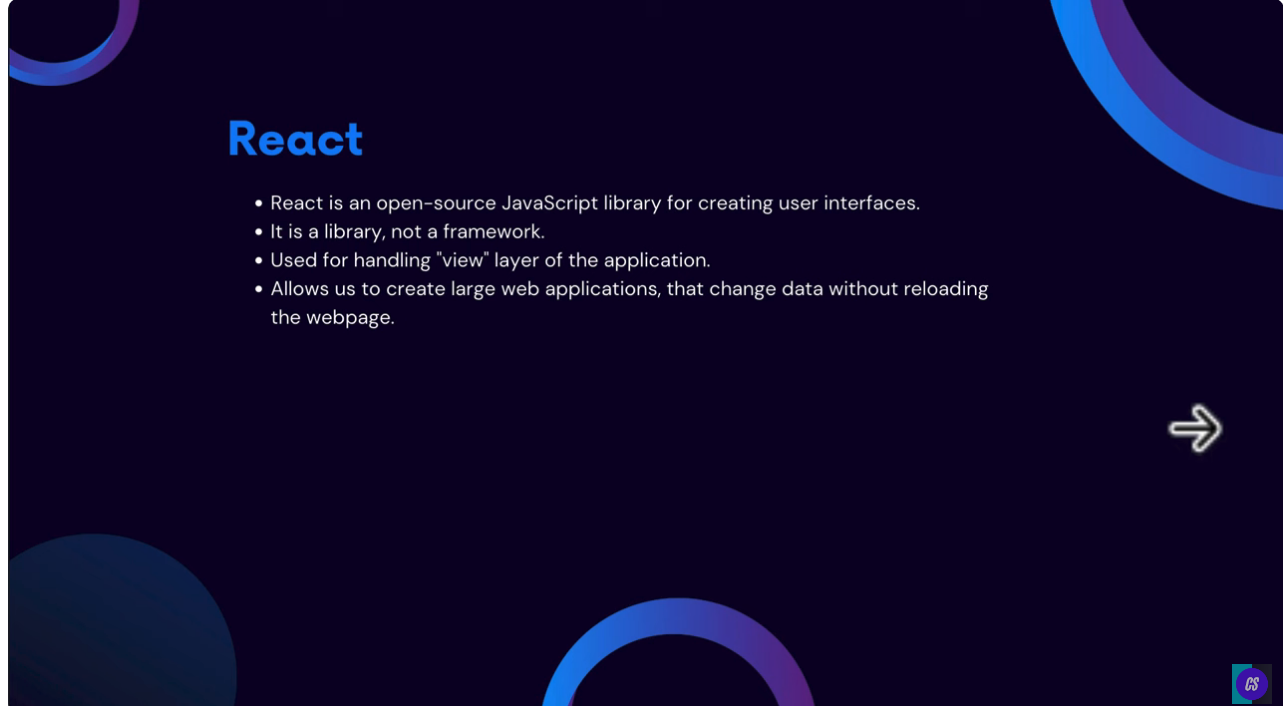 React
• React is an open-source JavaScript library for creating user interfaces.
• It is a library, not a framework.
• Used for handling "view" layer of the application.
• Allows us to create large web applications, that change data without reloading
the webpage.
CS